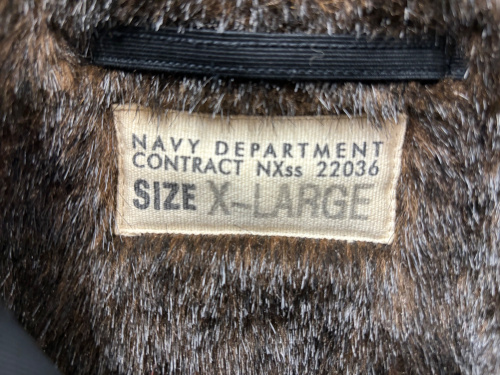 NAVY DEPARTMENT
CONTRACT NXss 22036
SIZE X-LARGE